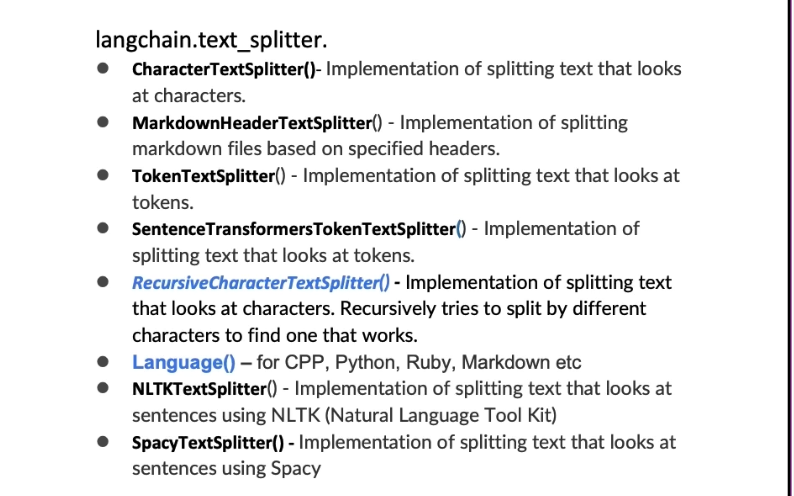 langchain.text_splitter.
● CharacterTextSplitter()- Implementation of splitting text that looks
at characters.
● MarkdownHeaderTextSplitter() - Implementation of splitting
markdown files based on specified headers.
● TokenTextSplitter() - Implementation of splitting text that looks at
tokens.
● SentenceTransformersTokenTextSplitter() - Implementation of
splitting text that looks at tokens.
● RecursiveCharacterTextSplitter() - Implementation of splitting text
that looks at characters. Recursively tries to split by different
characters to find one that works.
● Language() – for CPP, Python, Ruby, Markdown etc
● NLTKTextSplitter() - Implementation of splitting text that looks at
sentences using NLTK (Natural Language Tool Kit)
● SpacyTextSplitter() - Implementation of splitting text that looks at
sentences using Spacy